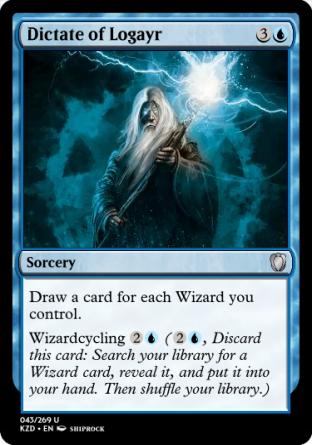 Dictate of Logayr 3
Sorcery
Draw a card for each Wizard you
control.
Wizardcycling 2 ( 2 , Discard
this card: Search your library for a
Wizard card, reveal it, and put it into
your hand. Then shuffle your library.)
043/269 U
KZD • EN SHIPROCK